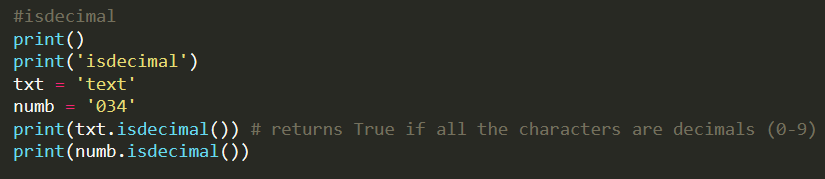 #isdecimal
print()
print('isdecimal')
txt = 'text'
numb = '034'
print(txt.isdecimal()) # returns True if all the characters are decimals (0-9)
print(numb.isdecimal())